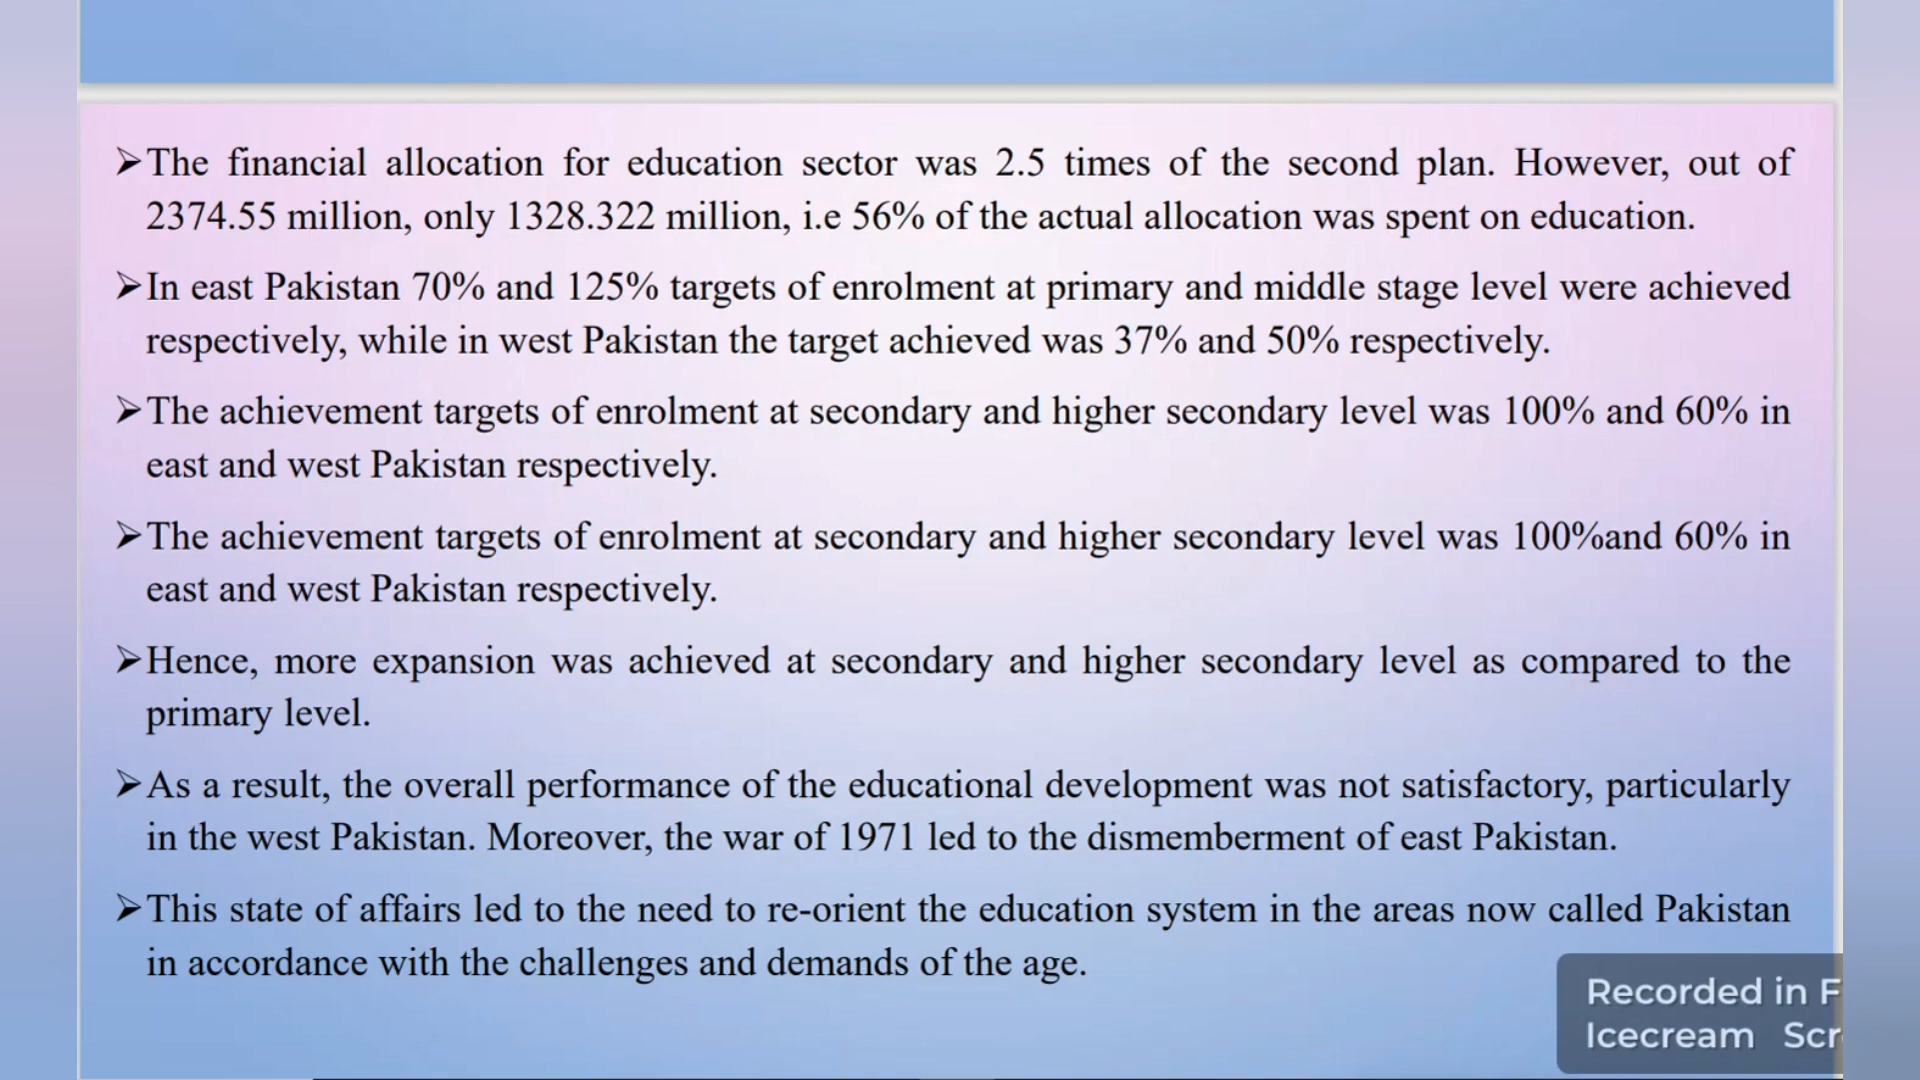 ➢The financial allocation for education sector was 2.5 times of the second plan. However, out of
2374.55 million, only 1328.322 million, i.e 56% of the actual allocation was spent on education.
➢In east Pakistan 70% and 125% targets of enrolment at primary and middle stage level were achieved
respectively, while in west Pakistan the target achieved was 37% and 50% respectively.
➢The achievement targets of enrolment at secondary and higher secondary level was 100% and 60% in
east and west Pakistan respectively.
➢The achievement targets of enrolment at secondary and higher secondary level was 100%and 60% in
east and west Pakistan respectively.
➢Hence, more expansion was achieved at secondary and higher secondary level as compared to the
primary level.
➢As a result, the overall performance of the educational development was not satisfactory, particularly
in the west Pakistan. Moreover, the war of 1971 led to the dismemberment of east Pakistan.
➢This state of affairs led to the need to re-orient the education system in the areas now called Pakistan
in accordance with the challenges and demands of the age.
Recorded in
Icecream